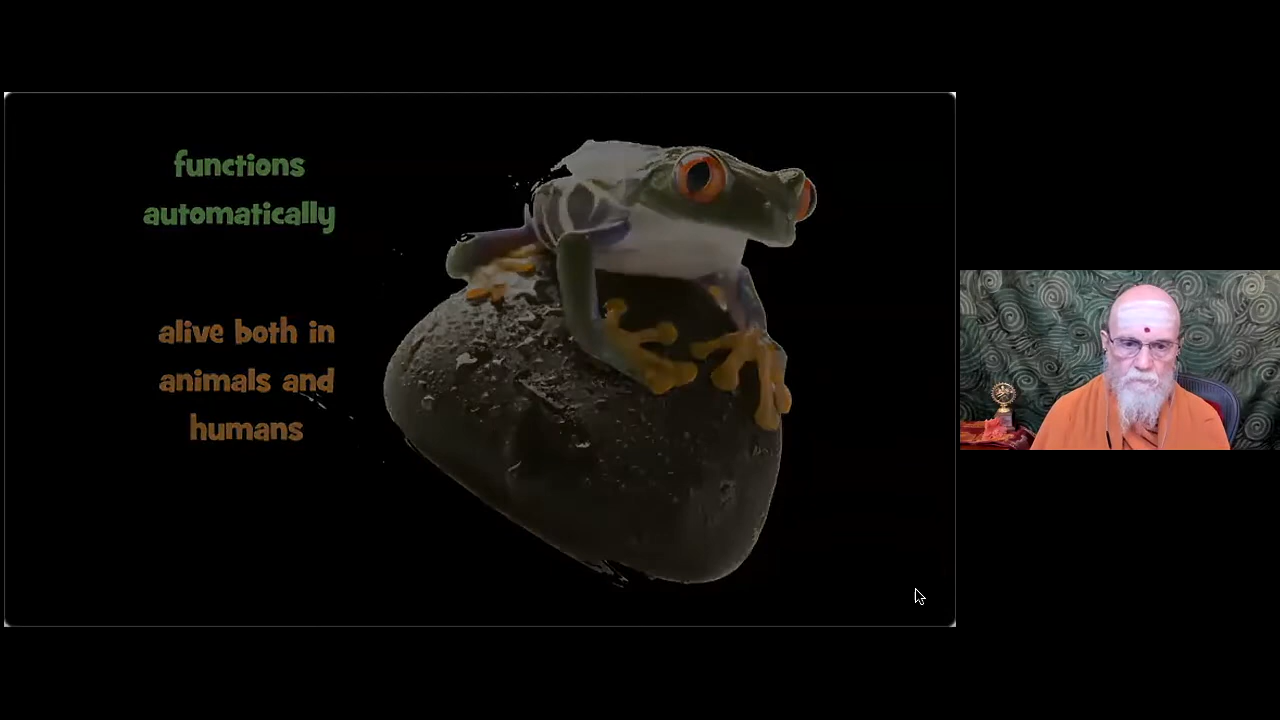 functions
automatically
alive both in
animals and
humans